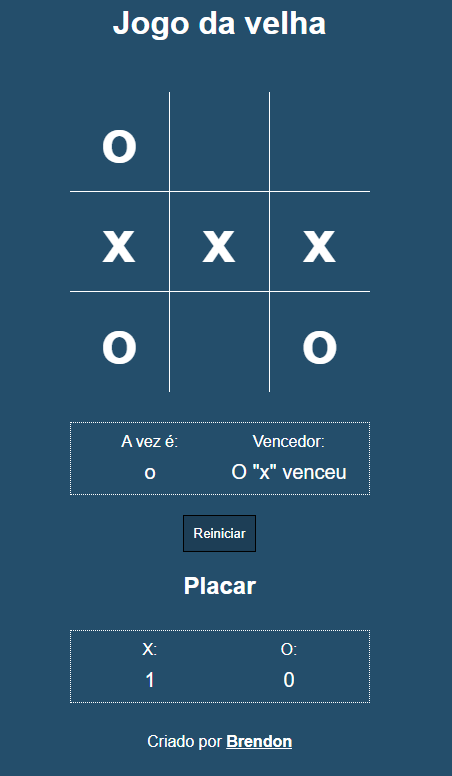 Jogo da velha
o
x x x
o o
A vez é: Vencedor:
o O "x" venceu
Reiniciar
Placar
X: O:
1 0
Criado por Brendon